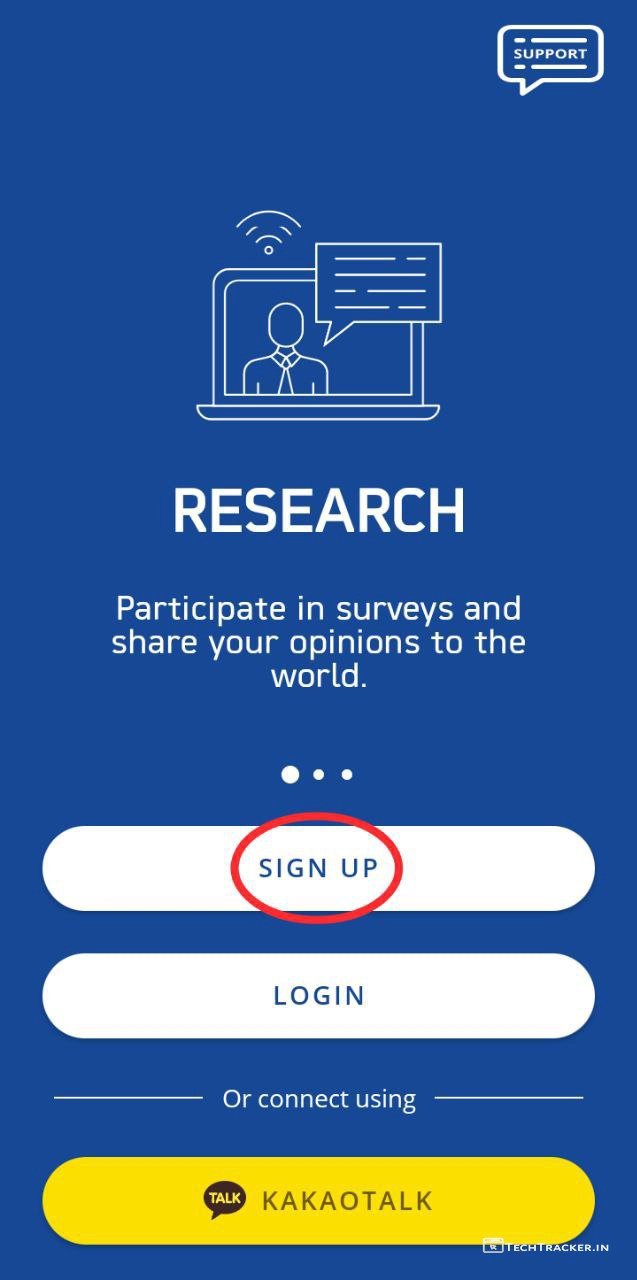 SUPPORT
RESEARCH
Participate in surveys and
share your opinions to the
world.
SIGN UP
LOGIN
Or connect using
TALK KAKAOTALK
TECHTRACKER.IN